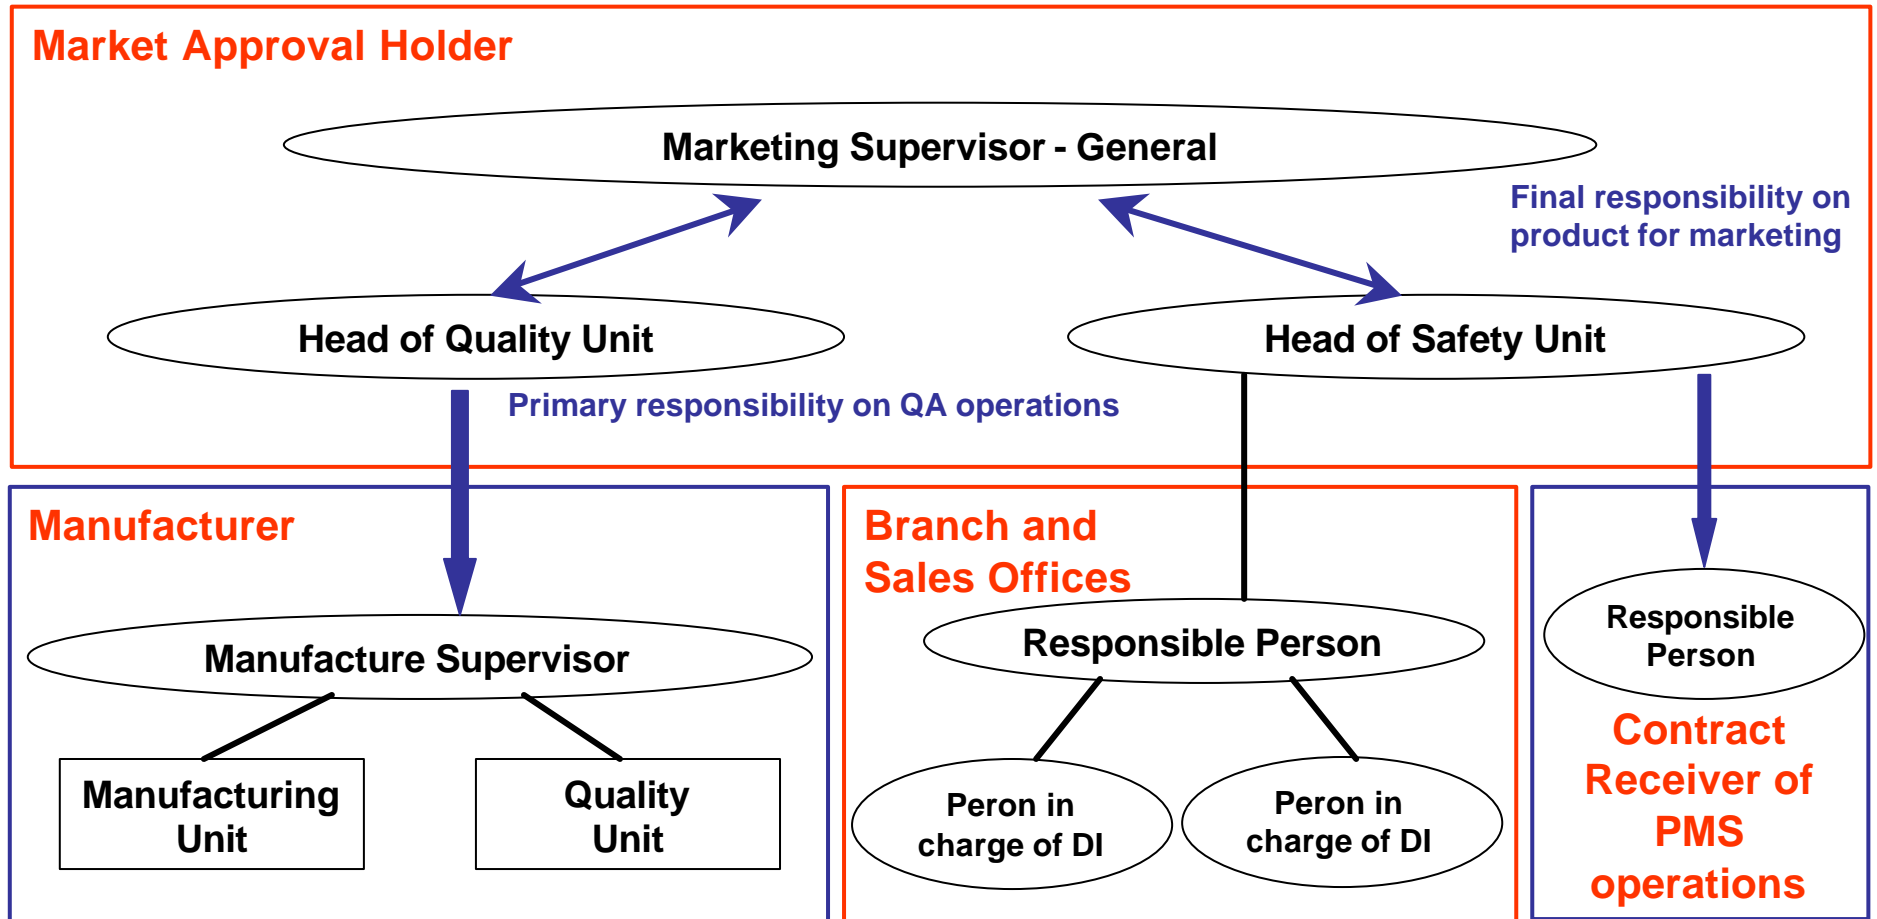 Market Approval Holder
Marketing Supervisor - General
Final responsibility on
product for marketing
Head of Quality Unit
Head of Safety Unit
Primary responsibility on QA operations
Manufacturer
Manufacture Supervisor
Manufacturing
Unit
Quality
Unit
Branch and
Sales Offices
Responsible Person
Peron in
charge of DI
Peron in
charge of DI
Responsible
Person
Contract
Receiver of
PMS
operations